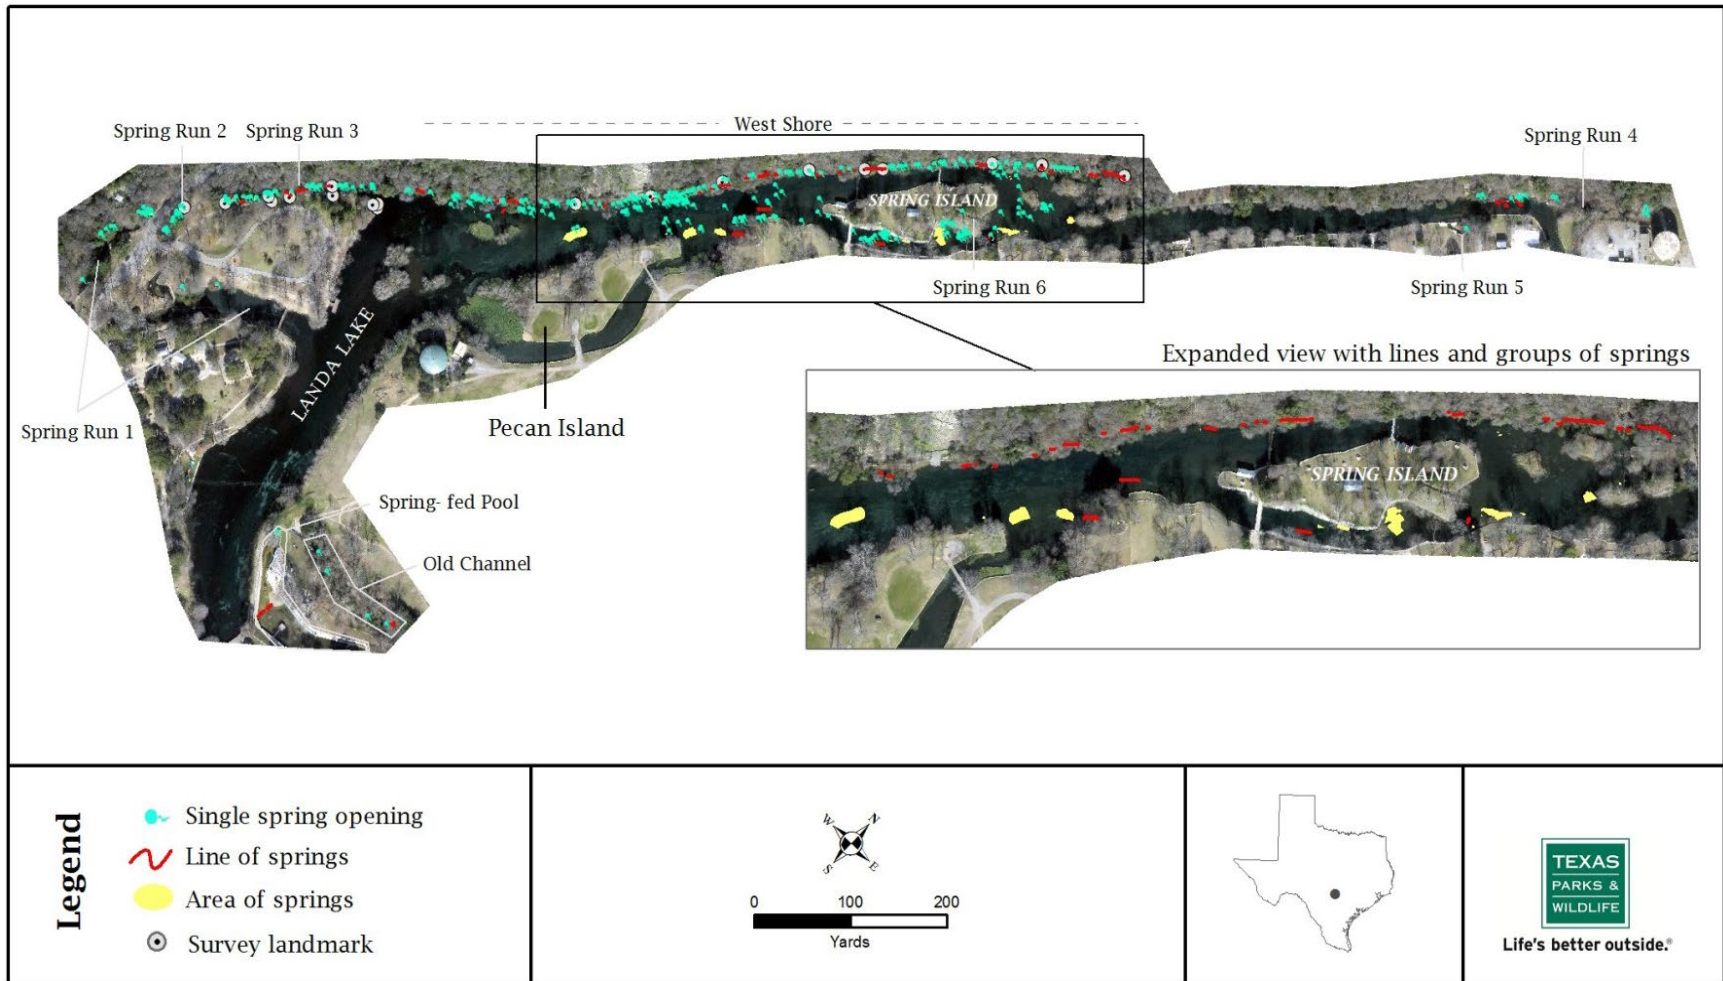 West Shore
Spring Run 2
Spring Run 3
Spring Run 4
SPRING ISLAND
Spring Run 6
Spring Run 5
LANDA LAKE
Expanded view with lines and groups of springs
Spring Run 1
Pecan Island
SPRING ISLAND
Spring- fed Pool
Old Channel
Legend
Single spring opening
Line of springs
Area of springs
Survey landmark
W
N
S
E
0 100 200
Yards
TEXAS
PARKS &
WILDLIFE
Life's better outside.®